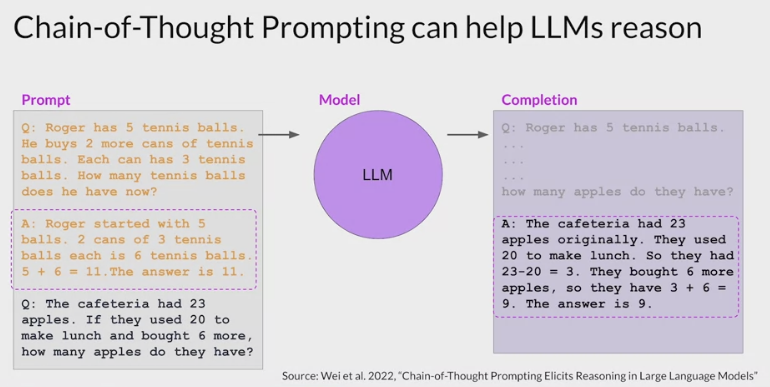 Chain-of-Thought Prompting can help LLMs reason
Prompt
Q: Roger has 5 tennis balls.
He buys 2 more cans of tennis
balls. Each can has 3 tennis
balls. How many tennis balls
does he have now?
A: Roger started with 5
balls. 2 cans of 3 tennis
balls each is 6 tennis balls.
5 + 6 = 11.The answer is 11.
Q: The cafeteria had 23
apples. If they used 20 to
make lunch and bought 6 more,
how many apples do they have?
Model
LLM
Completion
Q: Roger has 5 tennis balls.
...
...
...
how many apples do they have?
A: The cafeteria had 23
apples originally. They used
20 to make lunch. So they had
23-20 = 3. They bought 6 more
apples, so they have 3 + 6 =
9. The answer is 9.
Source: Wei et al. 2022, “Chain-of-Thought Prompting Elicits Reasoning in Large Language Models”